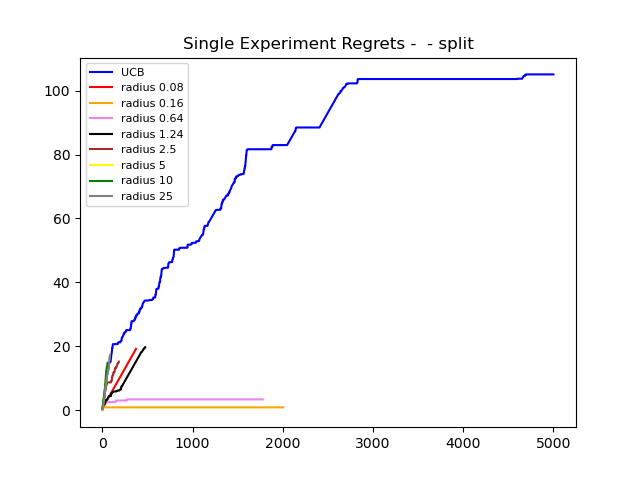 Single Experiment Regrets -  - split
UCB
radius 0.08
radius 0.16
radius 0.64
radius 1.24
radius 2.5
radius 5
radius 10
radius 25
100
80
60
40
20
0
0 1000 2000 3000 4000 5000